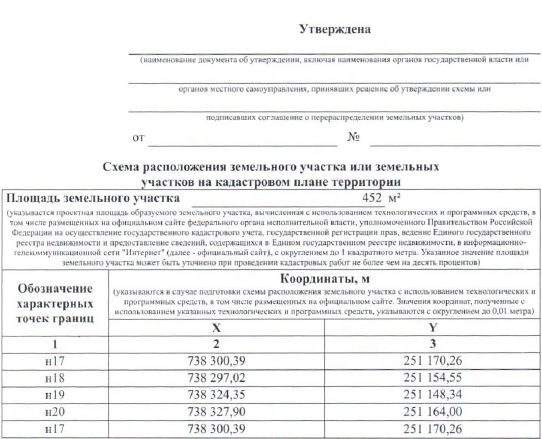 Утверждена
(наименование документа об утверждении, включая наименования органов государственной власти или
органов местного самоуправления, принявших решение об утверждении схемы или
подписавших соглашение о перераспределении земельных участков)
от №
Схема расположения земельного участка или земельных
участков на кадастровом плане территории
Площадь земельного участка 452 м²
(указывается проектная площадь образуемого земельного участка, вычисленная с использованием технологических и программных средств, в
том числе размещенных на официальном сайте федерального органа исполнительной власти, уполномоченного Правительством Российской
Федерации на осуществление государственного кадастрового учета, государственной регистрации прав, ведение Единого государственного
реестра недвижимости и предоставление сведений, содержащихся в Едином государственном реестре недвижимости, в информационно-
телекоммуникационной сети "Интернет" (далее - официальный сайт), с округлением до 1 квадратного метра. Указанное значение площади
земельного участка может быть уточнено при проведении кадастровых работ не более чем на десять процентов)
Обозначение
характерных
точек границ
Координаты, м
(указываются в случае подготовки схемы расположения земельного участка с использованием технологических и
программных средств, в том числе размещенных на официальном сайте. Значения координат, полученные с
использованием указанных технологических и программных средств, указываются с округлением до 0,01 метра)
X Y
1 2 3
н17 738 300,39 251 170,26
н18 738 297,02 251 154,55
н19 738 324,35 251 148,34
н20 738 327,90 251 164,00
н17 738 300,39 251 170,26